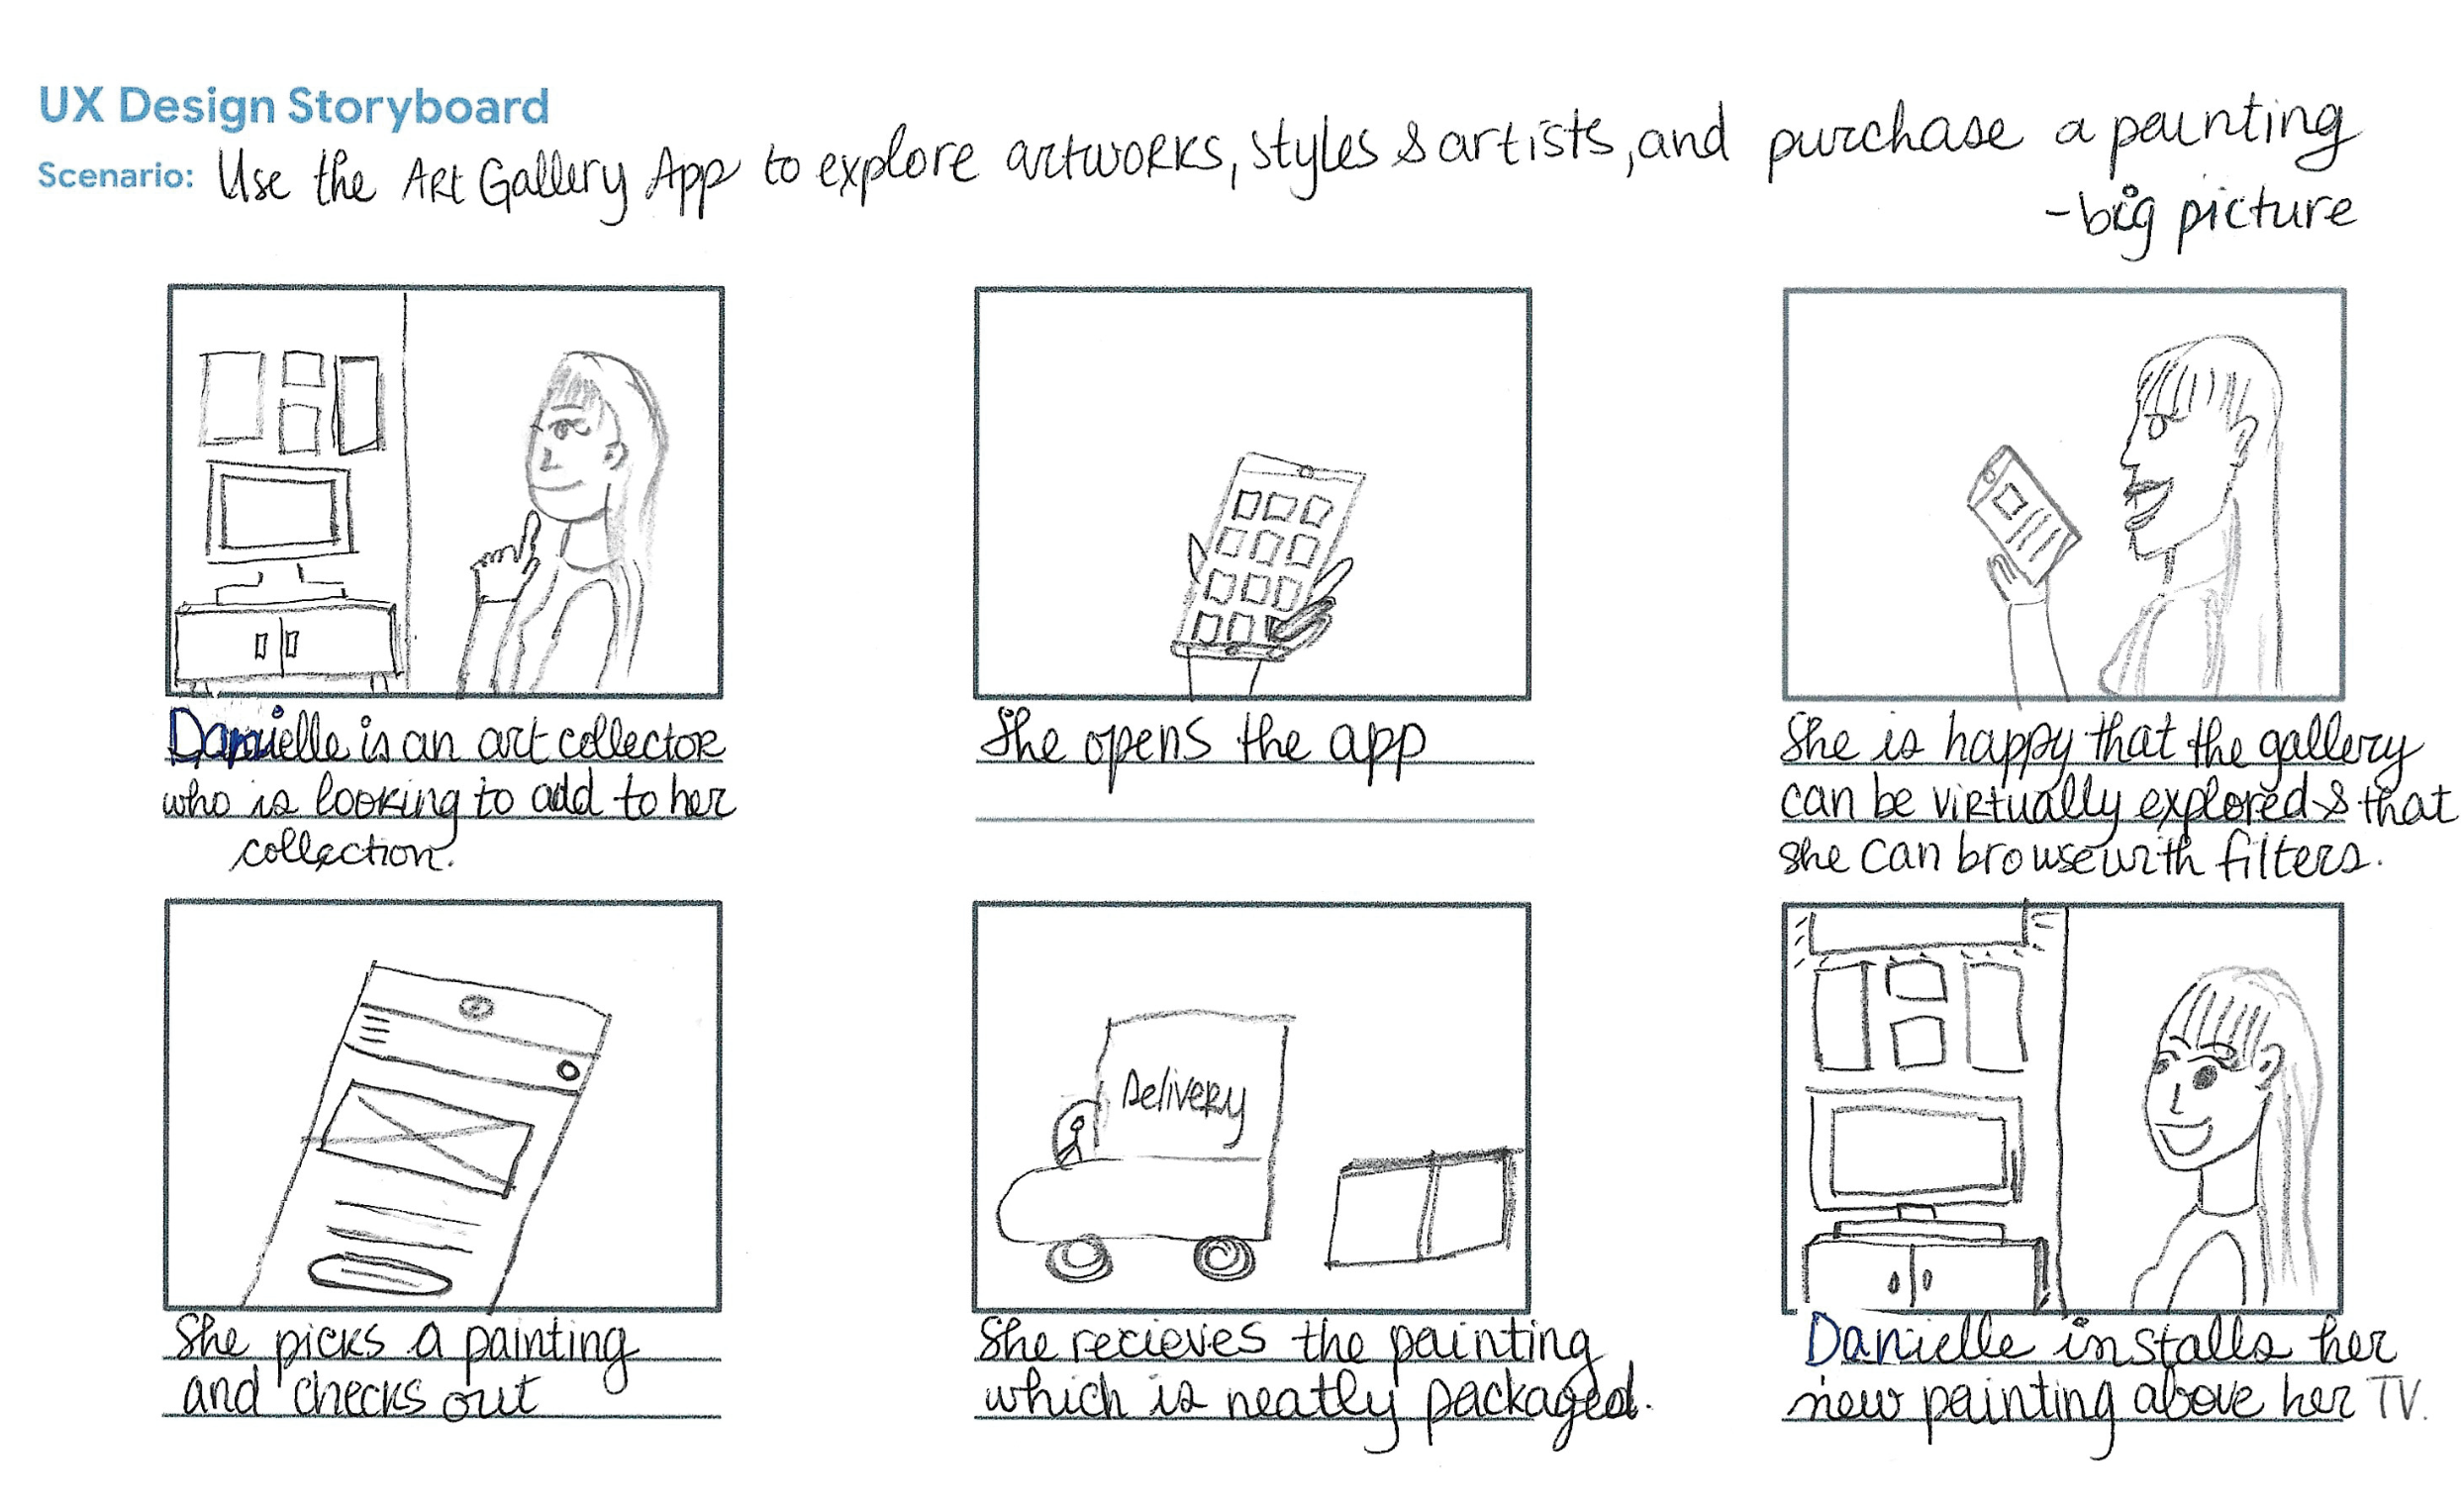 UX Design Storyboard
Scenario: Use the Art Gallery App to explore artworks, styles & artists, and purchase a painting
-big picture
Danielle is an art collector
who is looking to add to her
collection.
She opens the app
She is happy that the gallery
can be virtually explored & that
she can browse with filters.
Delivery
She picks a painting
and checks out
She recieves the painting
which is neatly packaged.
Danielle installs her
new painting above her TV.